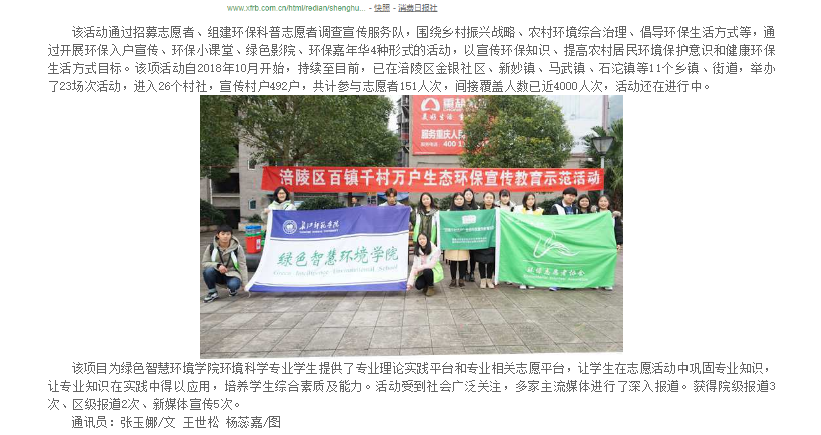 www.xfrb.com.cn/html/redian/shenghu... - 快照 - 消费日报社
该活动通过招募志愿者、组建环保科普志愿者调查宣传服务队，围绕乡村振兴战略、农村环境综合治理、倡导环保生活方式等，通
过开展环保入户宣传、环保小课堂、绿色影院、环保嘉年华4种形式的活动，以宣传环保知识、提高农村居民环境保护意识和健康环保
生活方式目标。该项活动自2018年10月开始，持续至目前，已在涪陵区金银社区、新妙镇、马武镇、石沱镇等11个乡镇、街道，举办
了23场次活动，进入26个村社，宣传村户492户，共计参与志愿者151人次，间接覆盖人数已近4000人次，活动还在进行中。
服务重庆人民
400 1
涪陵区百镇千村万户生态环保宣传教育示范活动
长江师范学院
绿色智慧环境学院
Green Intelligence Environmental School
环境志愿者协会
该项目为绿色智慧环境学院环境科学专业学生提供了专业理论实践平台和专业相关志愿平台，让学生在志愿活动中巩固专业知识，
让专业知识在实践中得以应用，培养学生综合素质及能力。活动受到社会广泛关注，多家主流媒体进行了深入报道。获得院级报道3
次、区级报道2次、新媒体宣传5次。
通讯员：张玉娜/文 王世松 杨蕊嘉/图